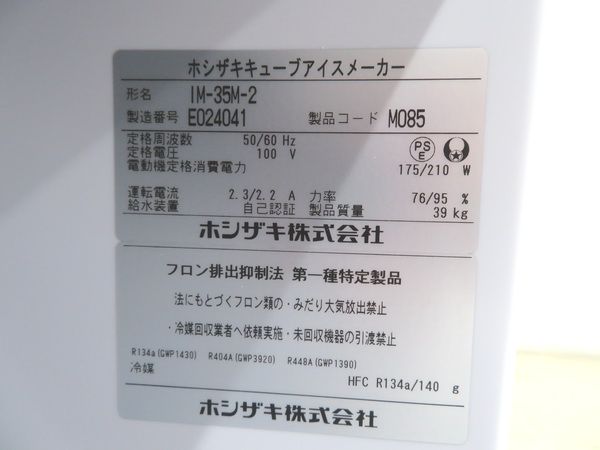 ホシザキキューブアイスメーカー
形名 IM-35M-2
製造番号 E024041 製品コード M085
定格周波数 50/60 Hz
定格電圧 100 V
電動機定格消費電力 175/210 W
PS
E
運転電流 2.3/2.2 A 力率 76/95 %
給水装置 自己認証 製品質量 39 kg
ホシザキ株式会社
フロン排出抑制法 第一種特定製品
法にもとづくフロン類の・みだり大気放出禁止
・冷媒回収業者へ依頼実施・未回収機器の引渡禁止
R134a(GWP1430) R404A(GWP3920) R448A(GWP1390)
冷媒 HFC R134a/140 g
ホシザキ株式会社